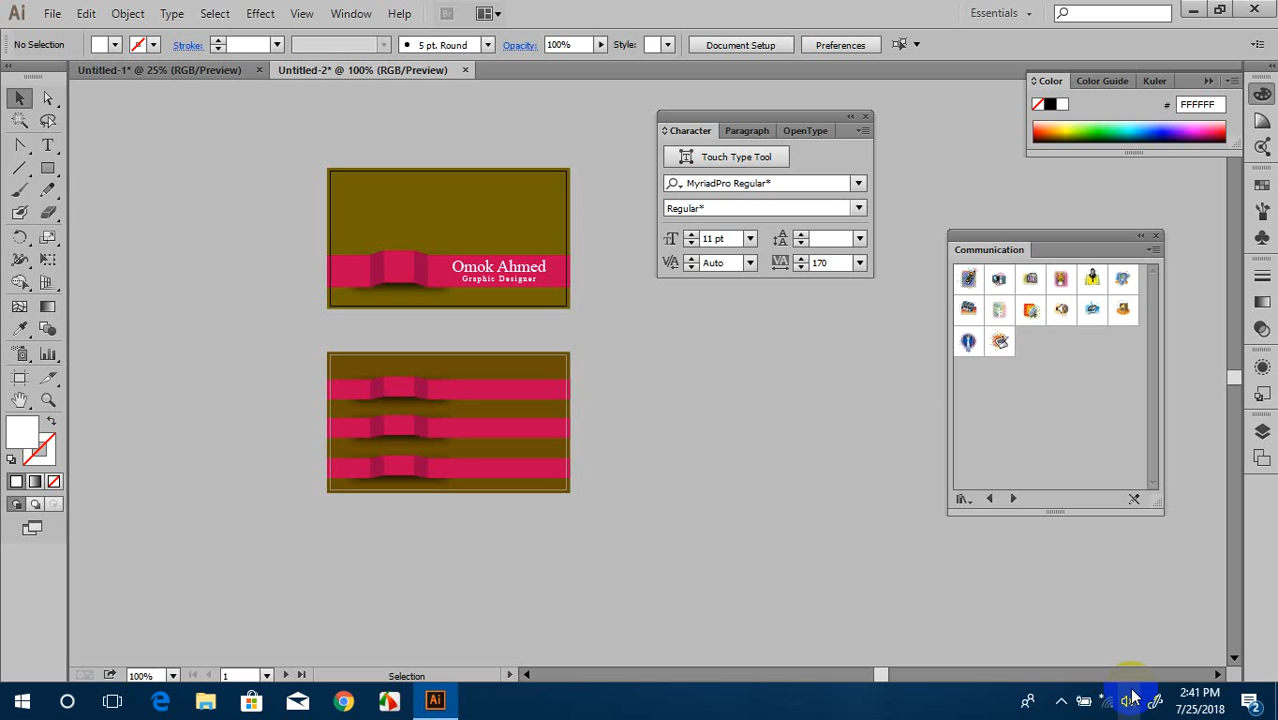 Ai File Edit Object Type Select Effect View Window Help Br Essentials
No Selection Stroke: 5 pt. Round Opacity: 100% Style: Document Setup Preferences
Untitled-1* @ 25% (RGB/Preview) Untitled-2* @ 100% (RGB/Preview)
Color Color Guide Kuler
# FFFFFF
Character Paragraph OpenType
Touch Type Tool
MyriadPro Regular*
Regular*
11 pt
Auto 170
Communication
Omok Ahmed
Graphic Designer
100% 1 Selection
Ai
2:41 PM
7/25/2018
2